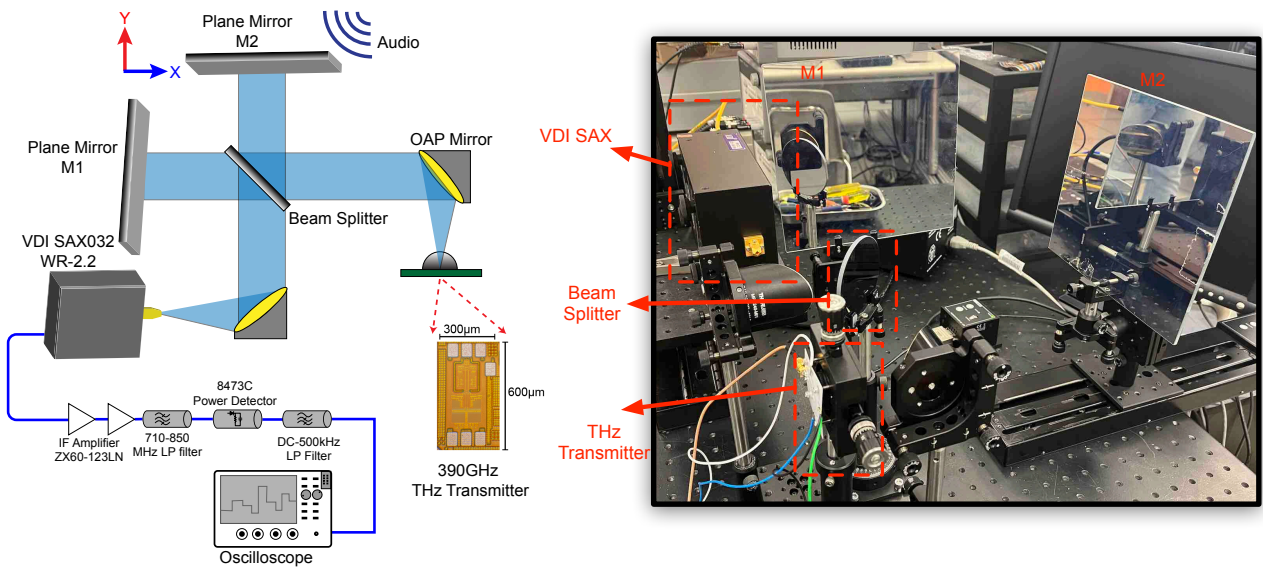 Y
X
Plane Mirror
M2
Audio
Plane Mirror
M1
OAP Mirror
Beam Splitter
VDI SAX032
WR-2.2
300μm
600μm
390GHz
THz Transmitter
8473C
Power Detector
IF Amplifier
ZX60-123LN
710-850
MHz LP filter
DC-500kHz
LP Filter
Oscilloscope
M1
M2
VDI SAX
Beam
Splitter
THz
Transmitter